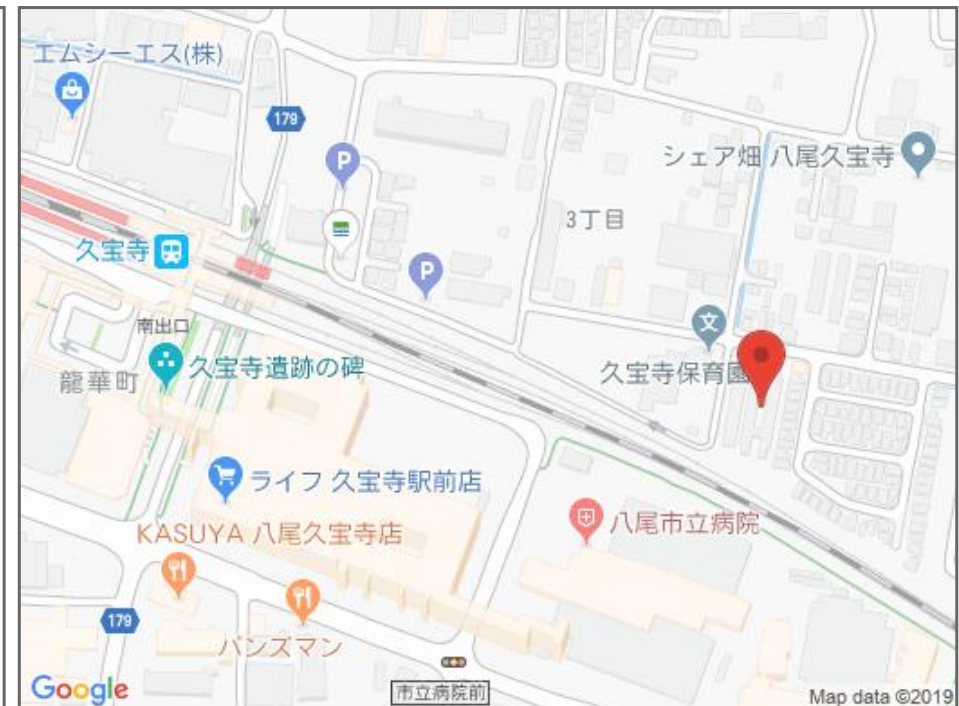 エムシーエス(株)
179
P
シェア畑 八尾久宝寺
3丁目
久宝寺
P
文
南出口
久宝寺遺跡の碑
久宝寺保育園
龍華町
ライフ 久宝寺駅前店
八尾市立病院
KASUYA 八尾久宝寺店
179
バンズマン
Google
市立病院前
Map data ©2019